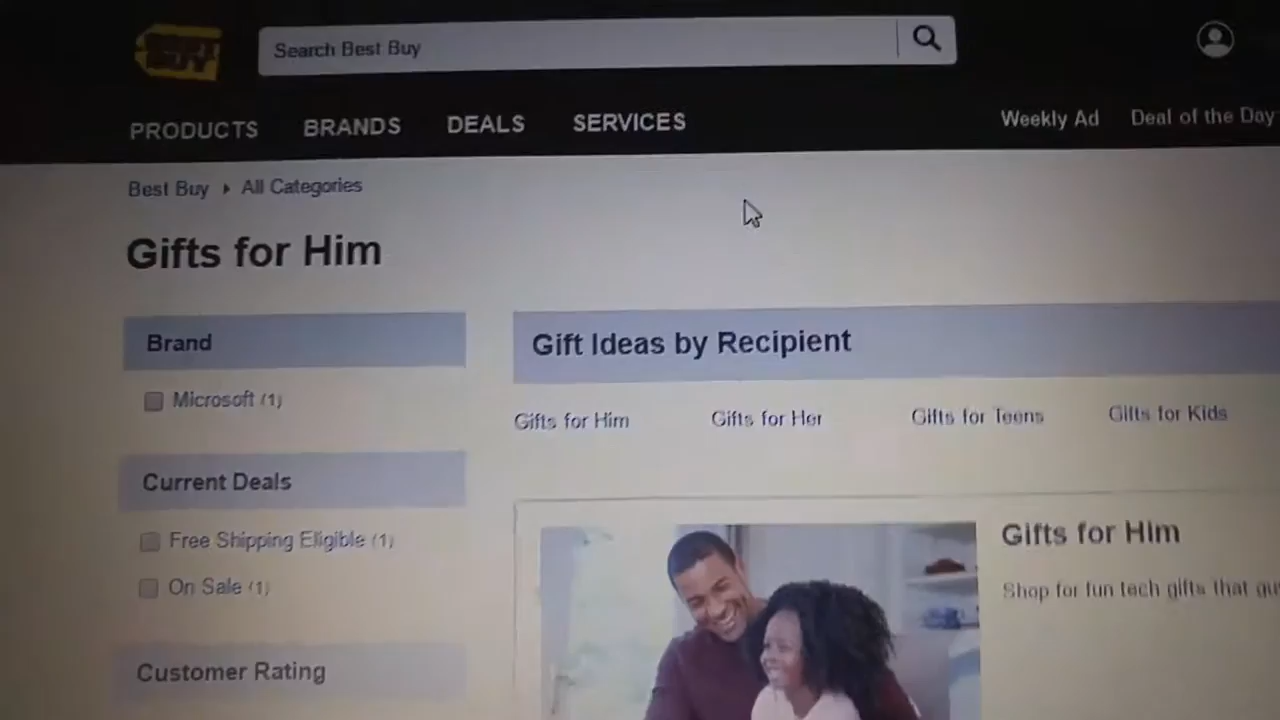 BEST BUY
Search Best Buy
PRODUCTS BRANDS DEALS SERVICES
Weekly Ad Deal of the Day
Best Buy All Categories
Gifts for Him
Brand
Microsoft (1)
Current Deals
Free Shipping Eligible (1)
On Sale (1)
Customer Rating
Gift Ideas by Recipient
Gifts for Him Gifts for Her Gifts for Teens Gifts for Kids
Gifts for Him
Shop for fun tech gifts that